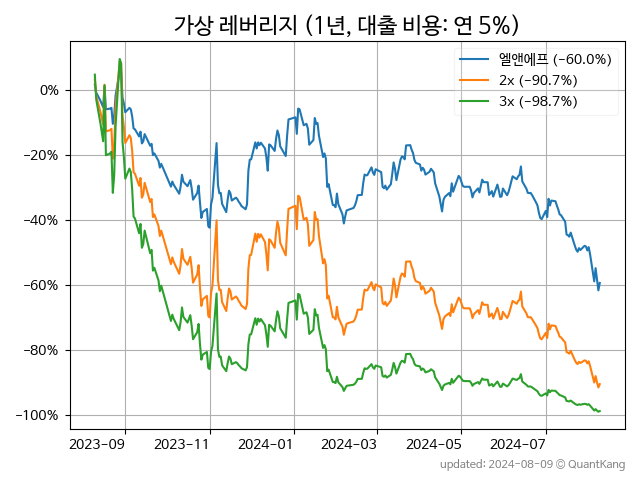 가상 레버리지 (1년, 대출 비용: 연 5%)
엘앤에프 (−60.0%)
2x (−90.7%)
3x (−98.7%)
0%
−20%
−40%
−60%
−80%
−100%
2023-09 2023-11 2024-01 2024-03 2024-05 2024-07
updated: 2024-08-09 © QuantKang